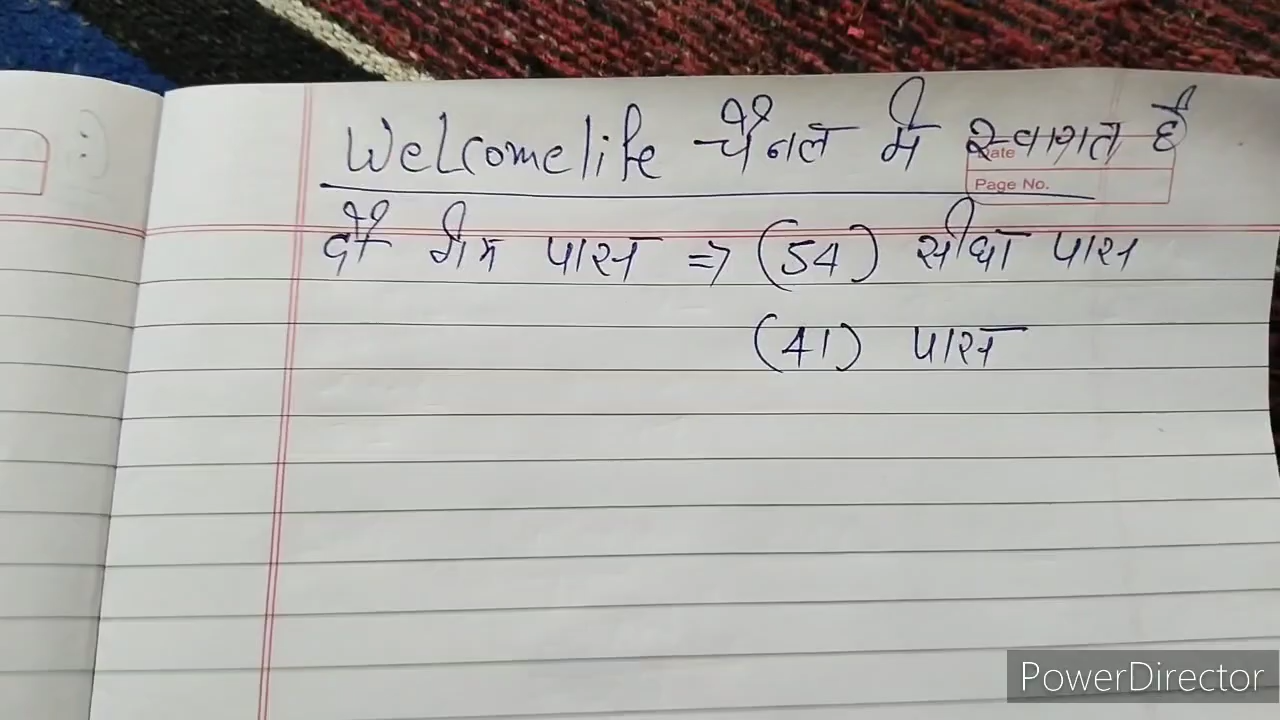 Welcomelife चैनल में स्वागत है
Date
Page No.
दो गेम पास => (54) सीधा पास
(41) पास
PowerDirector